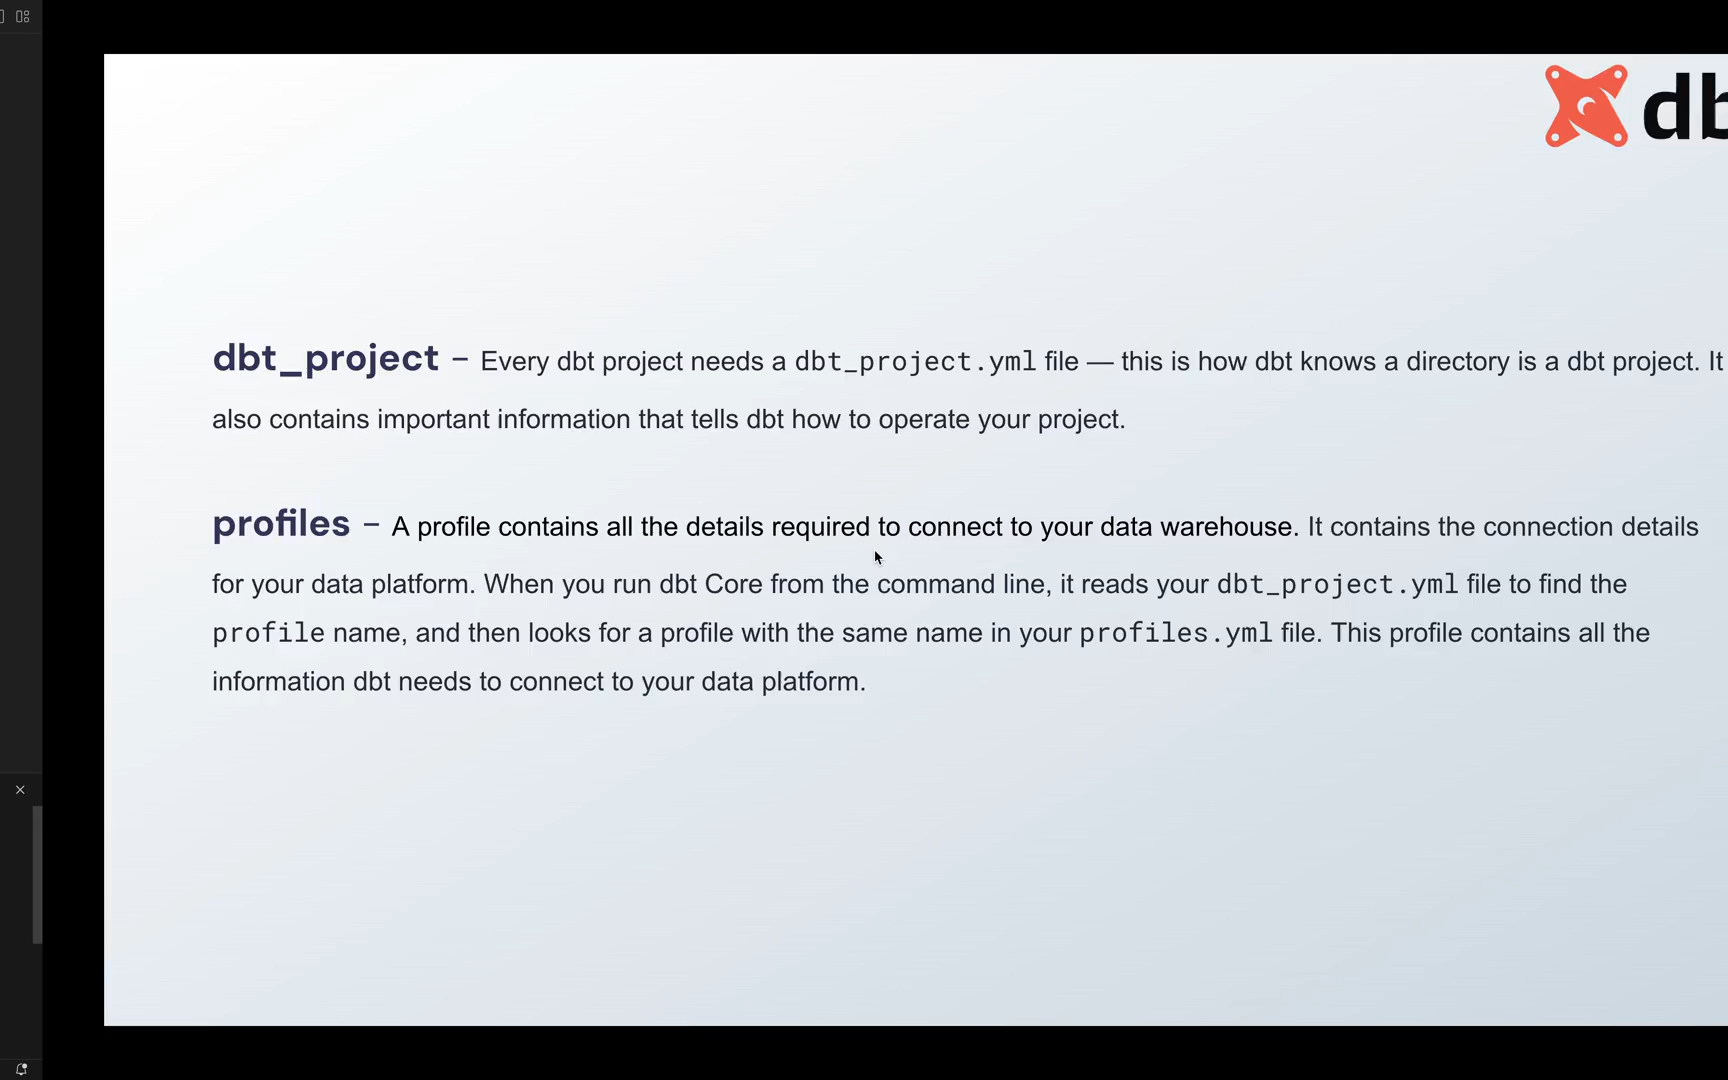 dbt_project – Every dbt project needs a dbt_project.yml file — this is how dbt knows a directory is a dbt project. It
also contains important information that tells dbt how to operate your project.
profiles – A profile contains all the details required to connect to your data warehouse. It contains the connection details
for your data platform. When you run dbt Core from the command line, it reads your dbt_project.yml file to find the
profile name, and then looks for a profile with the same name in your profiles.yml file. This profile contains all the
information dbt needs to connect to your data platform.